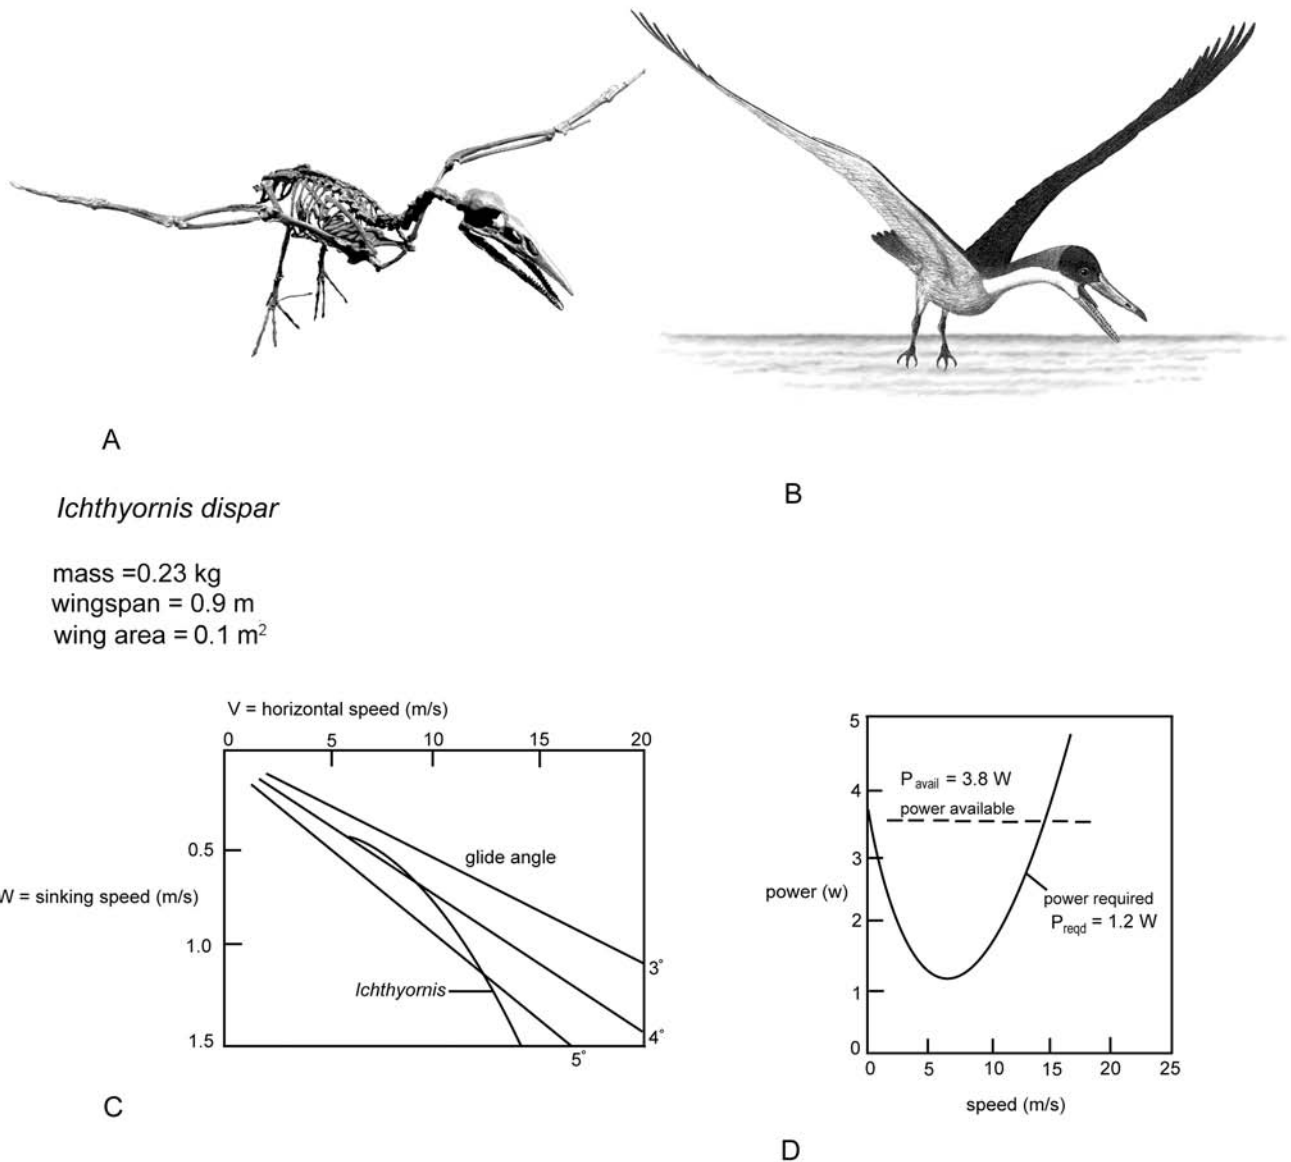 A
B
Ichthyornis dispar
mass =0.23 kg
wingspan = 0.9 m
wing area = 0.1 m²
V = horizontal speed (m/s)
0 5 10 15 20
0.5
glide angle
W = sinking speed (m/s)
1.0
3°
Ichthyornis
4°
1.5
5°
C
5
P avail = 3.8 W
4
power available
3
power (w)
power required
2
P reqd = 1.2 W
1
0
0 5 10 15 20 25
speed (m/s)
D